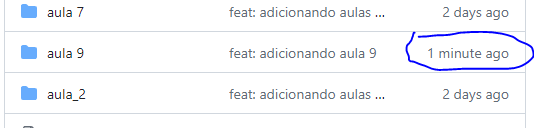 aula 7 feat: adicionando aulas ... 2 days ago
aula 9 feat: adicionando aula 9 1 minute ago
aula_2 feat: adicionando aulas ... 2 days ago